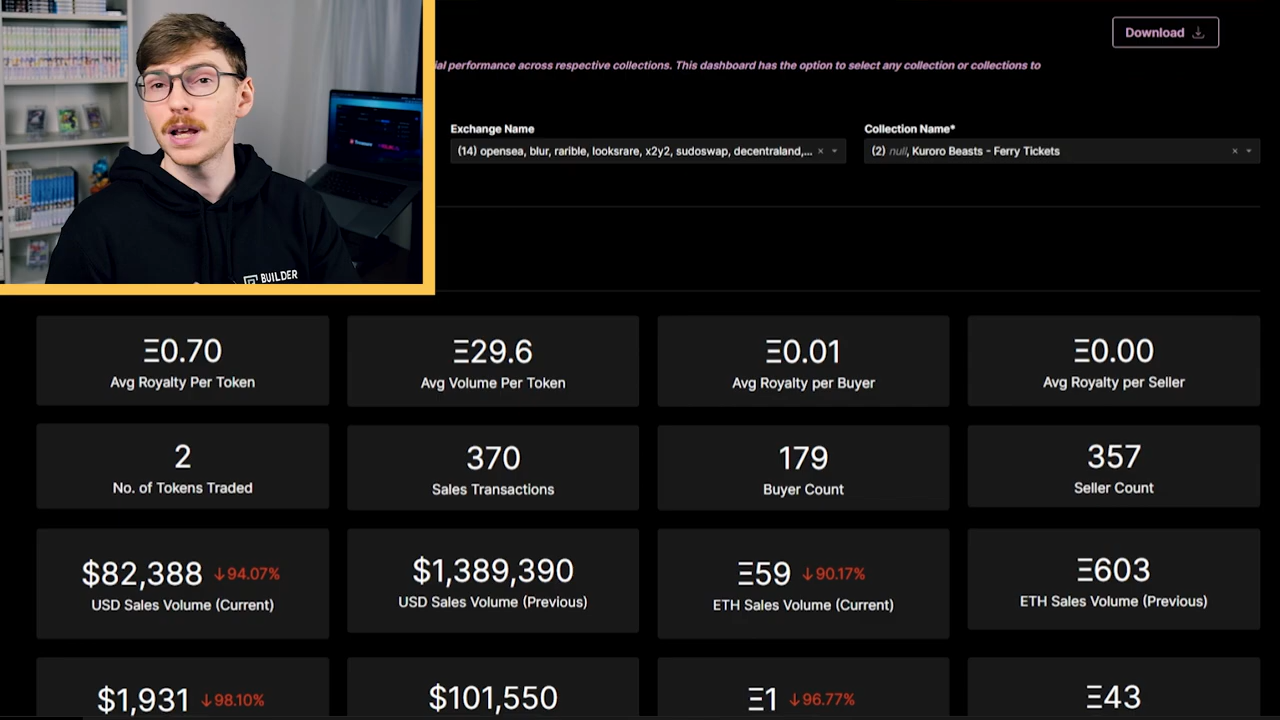 Download
ial performance across respective collections. This dashboard has the option to select any collection or collections to
Exchange Name
Collection Name*
(14) opensea, blur, rarible, looksrare, x2y2, sudoswap, decentraland,...
(2) null, Kuroro Beasts - Ferry Tickets
BUILDER
Ξ0.70
Avg Royalty Per Token
Ξ29.6
Avg Volume Per Token
Ξ0.01
Avg Royalty per Buyer
Ξ0.00
Avg Royalty per Seller
2
No. of Tokens Traded
370
Sales Transactions
179
Buyer Count
357
Seller Count
$82,388 ↓94.07%
USD Sales Volume (Current)
$1,389,390
USD Sales Volume (Previous)
Ξ59 ↓90.17%
ETH Sales Volume (Current)
Ξ603
ETH Sales Volume (Previous)
$1,931 ↓98.10%
$101,550
Ξ1 ↓96.77%
Ξ43